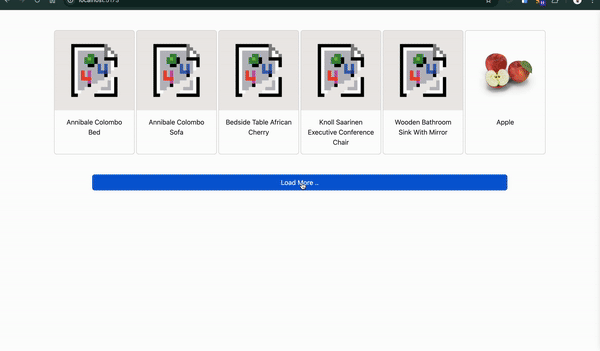 localhost:5173
Annibale Colombo
Bed
Annibale Colombo
Sofa
Bedside Table African
Cherry
Knoll Saarinen
Executive Conference
Chair
Wooden Bathroom
Sink With Mirror
Apple
Load More ..